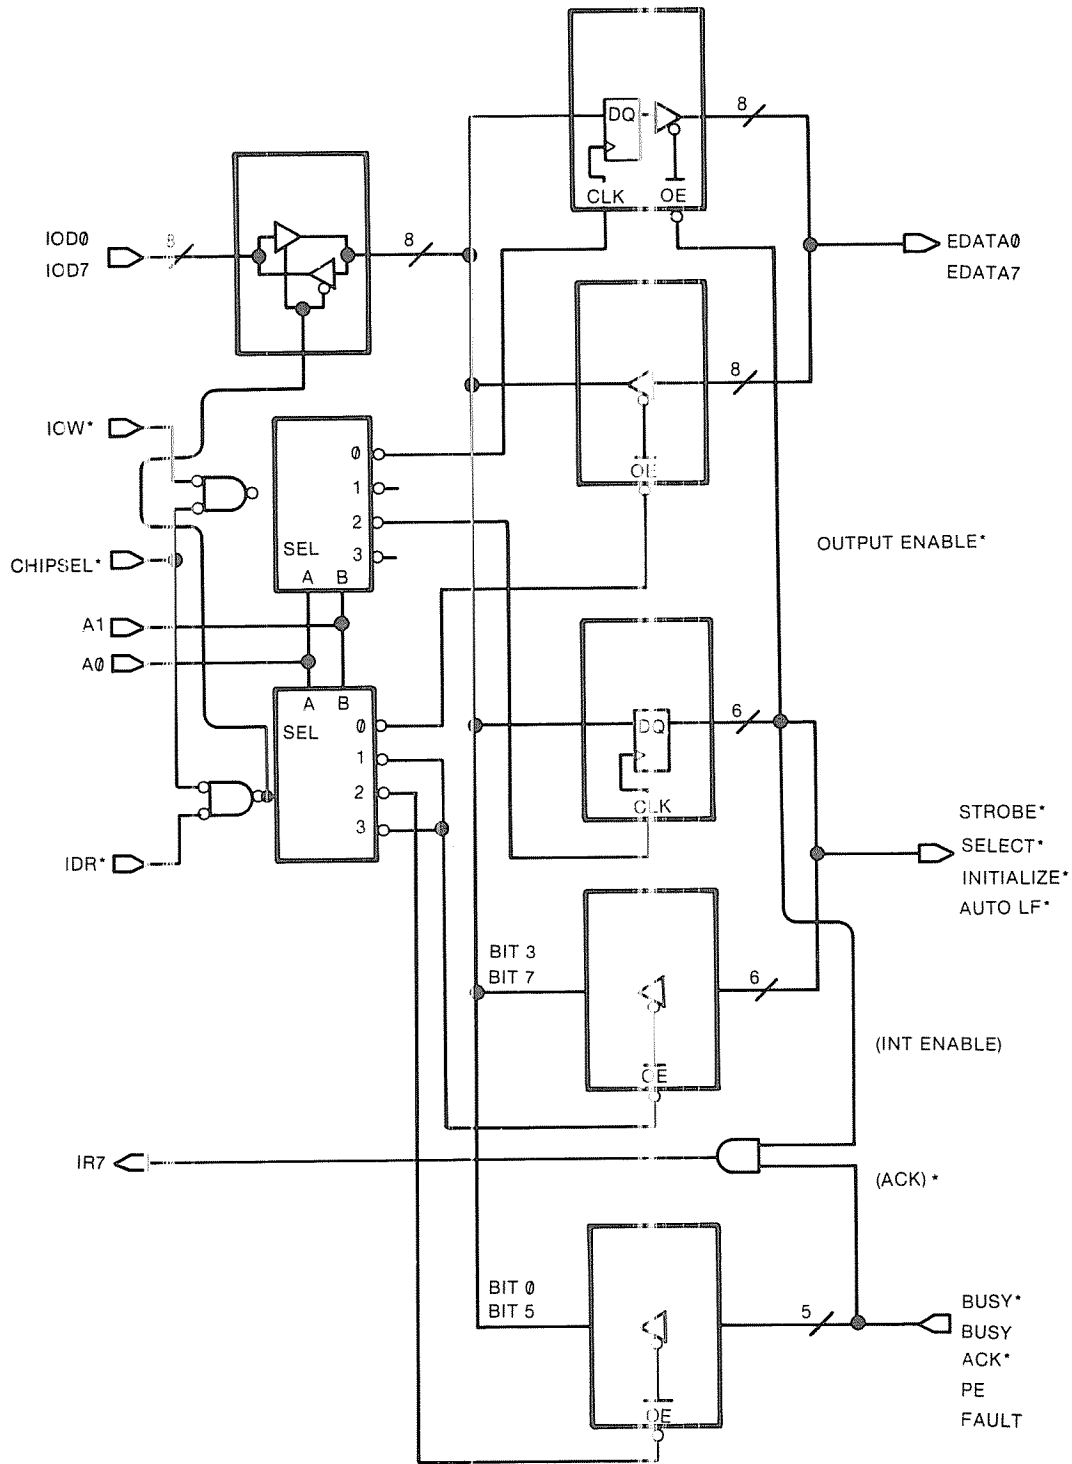 8
DQ
CLK
OE
IOD0
IOD7
8
8
EDATA0
EDATA7
8
IOW*
0
1
2
3
SEL
A B
OE
OUTPUT ENABLE*
CHIPSEL*
A1
A0
A B
SEL
0
1
2
3
DQ
CLK
6
IDR*
STROBE*
SELECT*
INITIALIZE*
AUTO LF*
BIT 3
BIT 7
6
OE
(INT ENABLE)
IR7
(ACK)*
BIT 0
BIT 5
5
OE
BUSY*
BUSY
ACK*
PE
FAULT